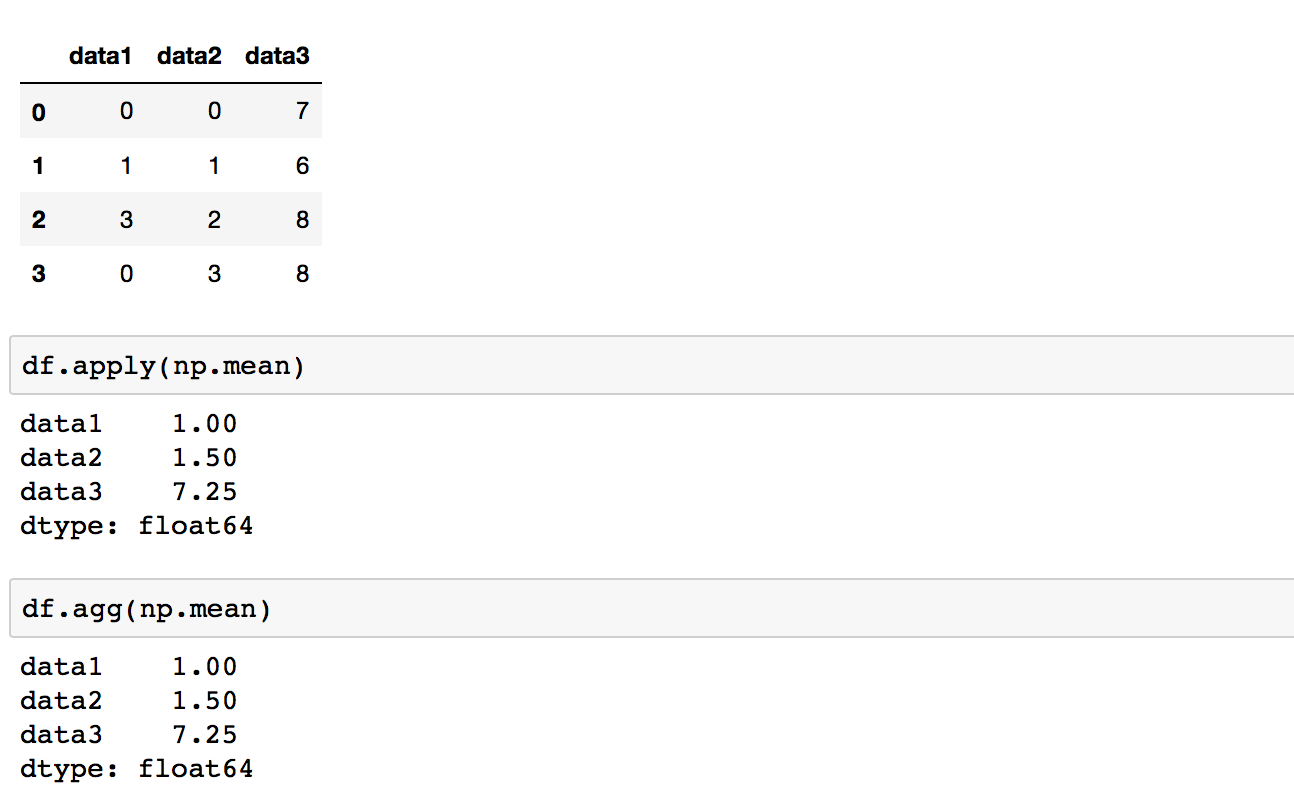 data1 data2 data3
0 0 0 7
1 1 1 6
2 3 2 8
3 0 3 8
df.apply(np.mean)
data1 1.00
data2 1.50
data3 7.25
dtype: float64
df.agg(np.mean)
data1 1.00
data2 1.50
data3 7.25
dtype: float64